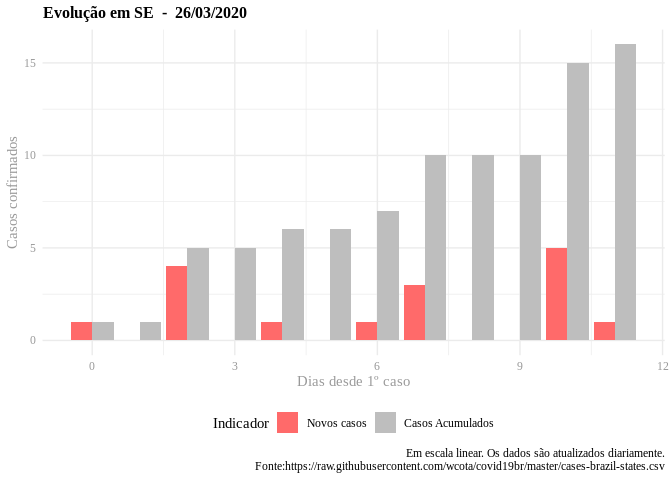 Evolução em SE  -  26/03/2020
Casos confirmados
15
10
5
0
0 3 6 9 12
Dias desde 1º caso
Indicador Novos casos Casos Acumulados
Em escala linear. Os dados são atualizados diariamente.
Fonte:https://raw.githubusercontent.com/wcota/covid19br/master/cases-brazil-states.csv